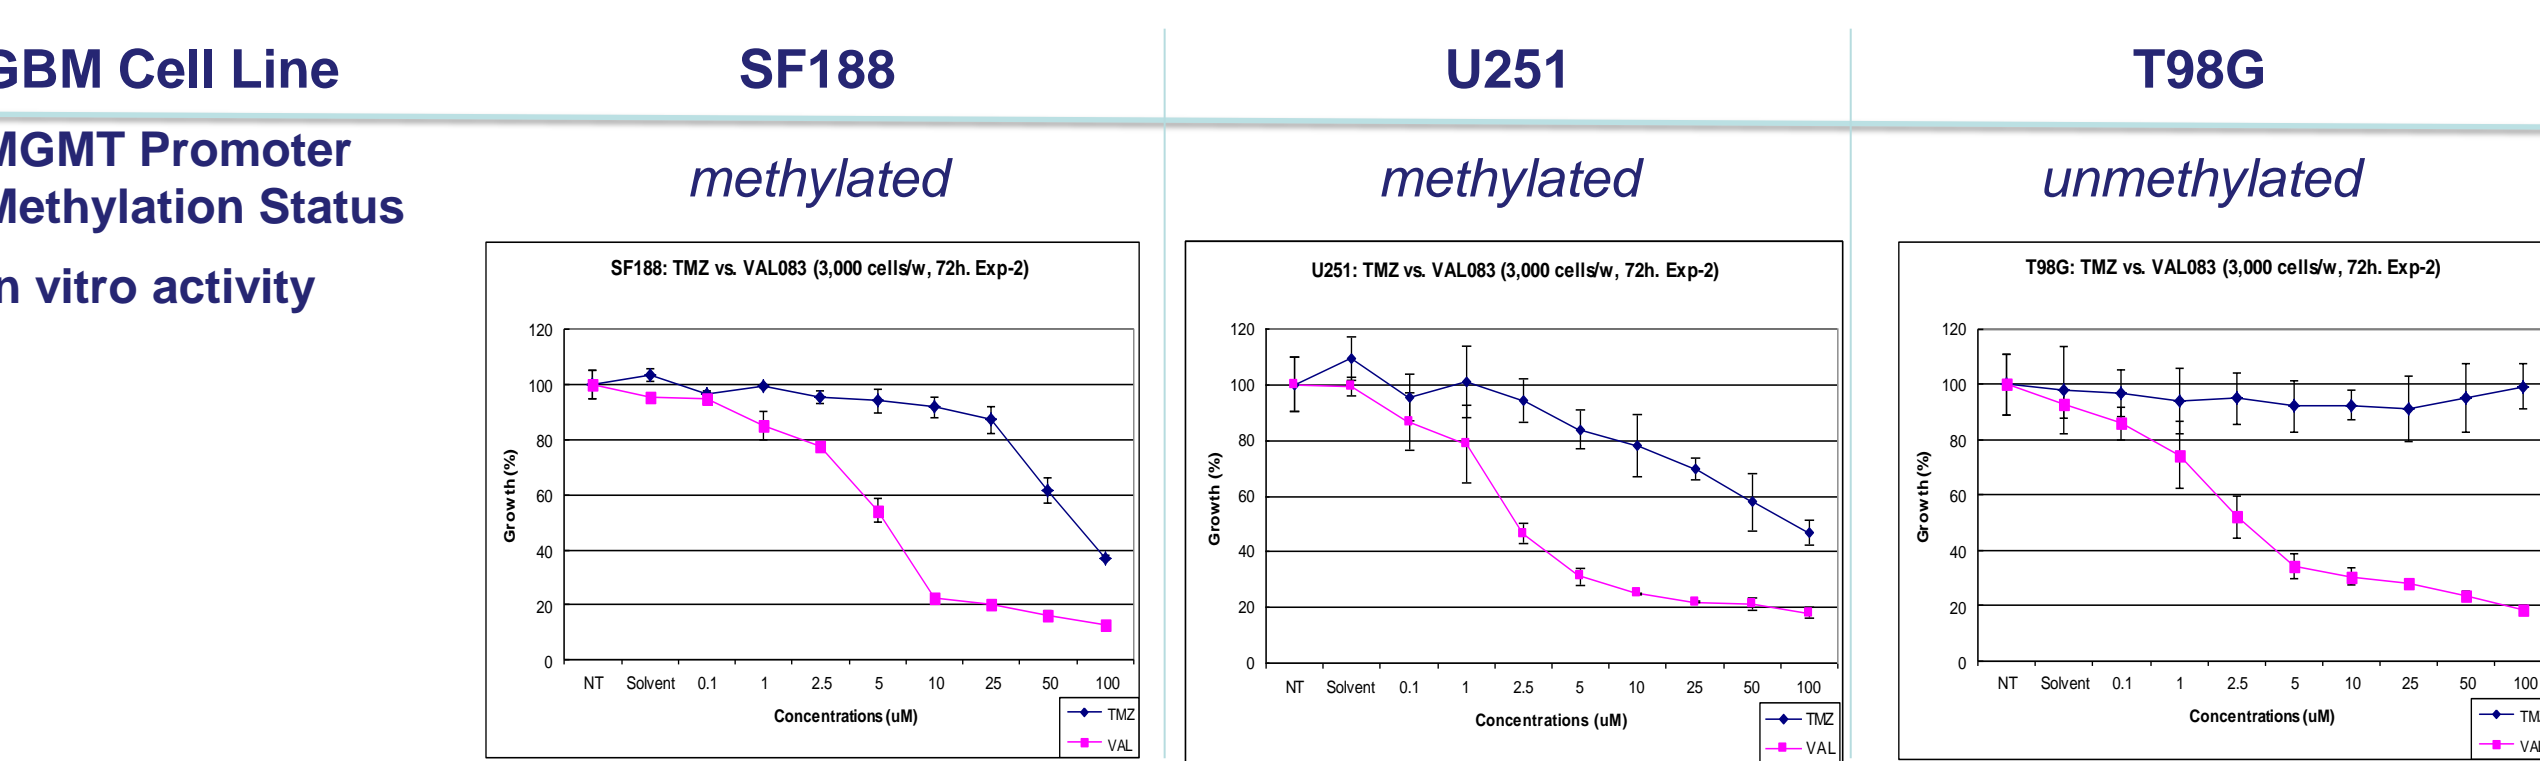 GBM Cell Line
SF188
U251
T98G
MGMT Promoter
Methylation Status
methylated
methylated
unmethylated
in vitro activity
SF188: TMZ vs. VAL083 (3,000 cells/w, 72h. Exp-2)
120
100
80
60
40
20
0
Growth (%)
NT Solvent 0.1 1 2.5 5 10 25 50 100
Concentrations (uM)
TMZ
VAL
U251: TMZ vs. VAL083 (3,000 cells/w, 72h. Exp-2)
120
100
80
60
40
20
0
Growth (%)
NT Solvent 0.1 1 2.5 5 10 25 50 100
Concentrations (uM)
TMZ
VAL
T98G: TMZ vs. VAL083 (3,000 cells/w, 72h. Exp-2)
120
100
80
60
40
20
0
Growth (%)
NT Solvent 0.1 1 2.5 5 10 25 50 100
Concentrations (uM)
TM
VAL